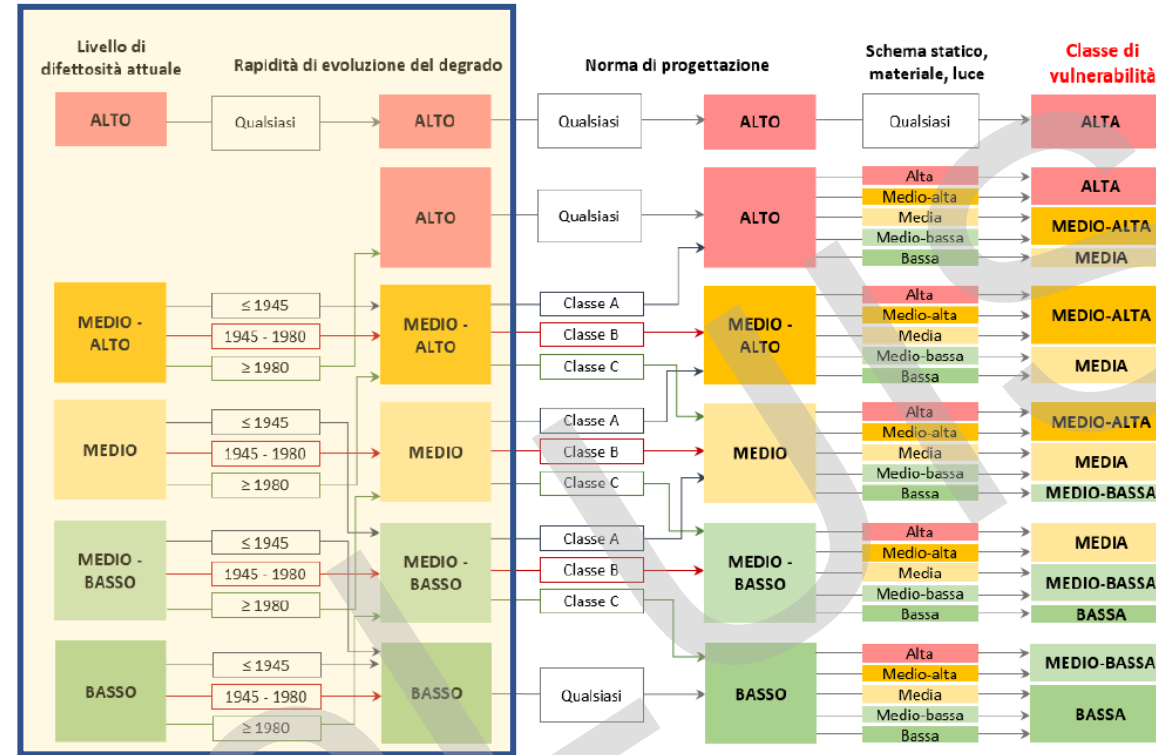 Livello di
difettosità attuale
Rapidità di evoluzione del degrado
Norma di progettazione
Schema statico,
materiale, luce
Classe di
vulnerabilità
ALTO
Qualsiasi
ALTO
Qualsiasi
ALTO
Qualsiasi
ALTA
ALTO
Qualsiasi
ALTO
Alta
Medio-alta
Media
Medio-bassa
Bassa
ALTA
MEDIO-ALTA
MEDIA
MEDIO -
ALTO
≤ 1945
1945 - 1980
≥ 1980
MEDIO -
ALTO
Classe A
Classe B
Classe C
MEDIO -
ALTO
Alta
Medio-alta
Media
Medio-bassa
Bassa
MEDIO-ALTA
MEDIA
MEDIO
≤ 1945
1945 - 1980
≥ 1980
MEDIO
Classe A
Classe B
Classe C
MEDIO
Alta
Medio-alta
Media
Medio-bassa
Bassa
MEDIO-ALTA
MEDIA
MEDIO-BASSA
MEDIO -
BASSO
≤ 1945
1945 - 1980
≥ 1980
MEDIO -
BASSO
Classe A
Classe B
Classe C
MEDIO -
BASSO
Alta
Medio-alta
Media
Medio-bassa
Bassa
MEDIA
MEDIO-BASSA
BASSA
BASSO
≤ 1945
1945 - 1980
≥ 1980
BASSO
Qualsiasi
BASSO
Alta
Medio-alta
Media
Medio-bassa
Bassa
MEDIO-BASSA
BASSA